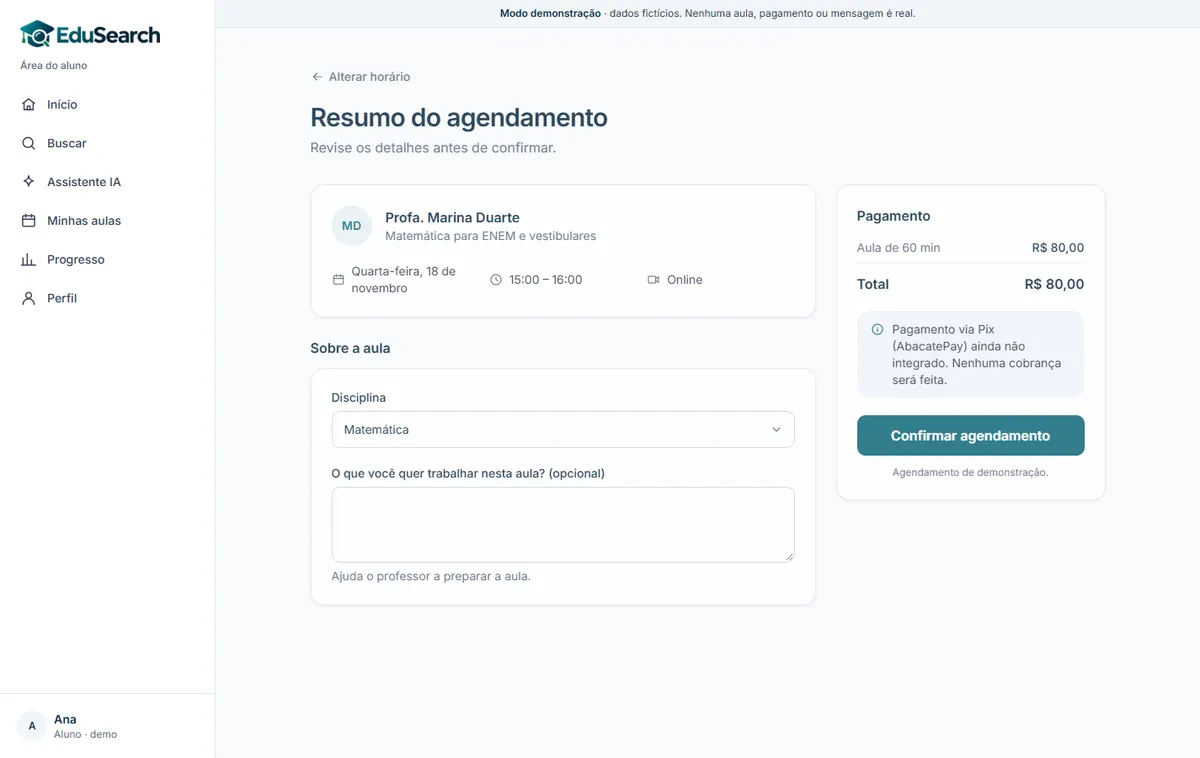 EduSearch
Área do aluno
Início
Buscar
Assistente IA
Minhas aulas
Progresso
Perfil
A
Ana
Aluno · demo
Modo demonstração · dados fictícios. Nenhuma aula, pagamento ou mensagem é real.
← Alterar horário
Resumo do agendamento
Revise os detalhes antes de confirmar.
MD
Profa. Marina Duarte
Matemática para ENEM e vestibulares
Quarta-feira, 18 de
novembro
15:00 – 16:00
Online
Sobre a aula
Disciplina
Matemática
O que você quer trabalhar nesta aula? (opcional)
Ajuda o professor a preparar a aula.
Pagamento
Aula de 60 min R$ 80,00
Total R$ 80,00
Pagamento via Pix
(AbacatePay) ainda não
integrado. Nenhuma cobrança
será feita.
Confirmar agendamento
Agendamento de demonstração.